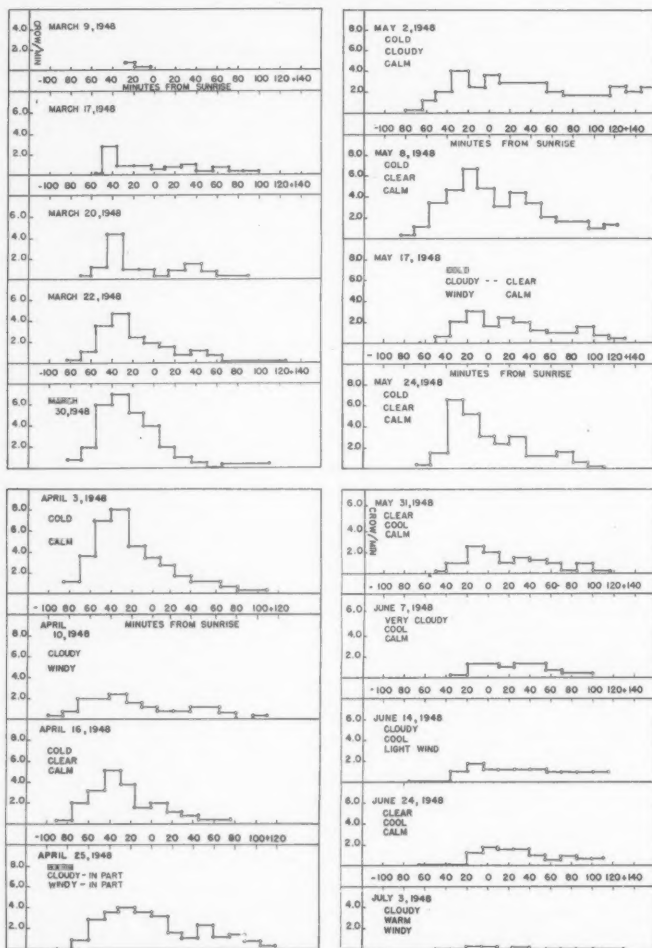 MARCH 9, 1948
CROW/MIN
4.0
2.0
-100 80 60 40 20 0 20 40 60 80 100 120+140
MINUTES FROM SUNRISE
MARCH 17, 1948
6.0
4.0
2.0
-100 80 60 40 20 0 20 40 60 80 100 120+140
MARCH 20, 1948
6.0
4.0
2.0
MARCH 22, 1948
6.0
4.0
2.0
-100 80 60 40 20 0 20 40 60 80 100 120+140
MARCH
30, 1948
6.0
4.0
2.0
APRIL 3, 1948
COLD
CALM
8.0
6.0
4.0
2.0
-100 80 60 40 20 0 20 40 60 80 100 120
MINUTES FROM SUNRISE
APRIL
10, 1948
CLOUDY
WINDY
8.0
6.0
4.0
2.0
APRIL 16, 1948
COLD
CLEAR
CALM
8.0
6.0
4.0
2.0
-100 80 60 40 20 0 20 40 60 80 100+120
APRIL 25, 1948
CLOUDY - IN PART
WINDY - IN PART
8.0
6.0
4.0
2.0
MAY 2, 1948
COLD
CLOUDY
CALM
8.0
6.0
4.0
2.0
-100 80 60 40 20 0 20 40 60 80 100 120+140
MINUTES FROM SUNRISE
MAY 8, 1948
COLD
CLEAR
CALM
8.0
6.0
4.0
2.0
MAY 17, 1948
COLD
CLOUDY -- CLEAR
WINDY CALM
8.0
6.0
4.0
2.0
-100 80 60 40 20 0 20 40 60 80 100 120+140
MINUTES FROM SUNRISE
MAY 24, 1948
COLD
CLEAR
CALM
8.0
6.0
4.0
2.0
MAY 31, 1948
CLEAR
COOL
CALM
CROW/MIN
6.0
4.0
2.0
-100 80 60 40 20 0 20 40 60 80 100 120+140
JUNE 7, 1948
VERY CLOUDY
COOL
CALM
6.0
4.0
2.0
-100 80 60 40 20 0 20 40 60 80 100 120+140
JUNE 14, 1948
CLOUDY
COOL
LIGHT WIND
6.0
4.0
2.0
JUNE 24, 1948
CLEAR
COOL
CALM
6.0
4.0
2.0
-100 80 60 40 20 0 20 40 60 80 100 120+140
JULY 3, 1948
CLOUDY
WARM
WINDY
4.0
2.0